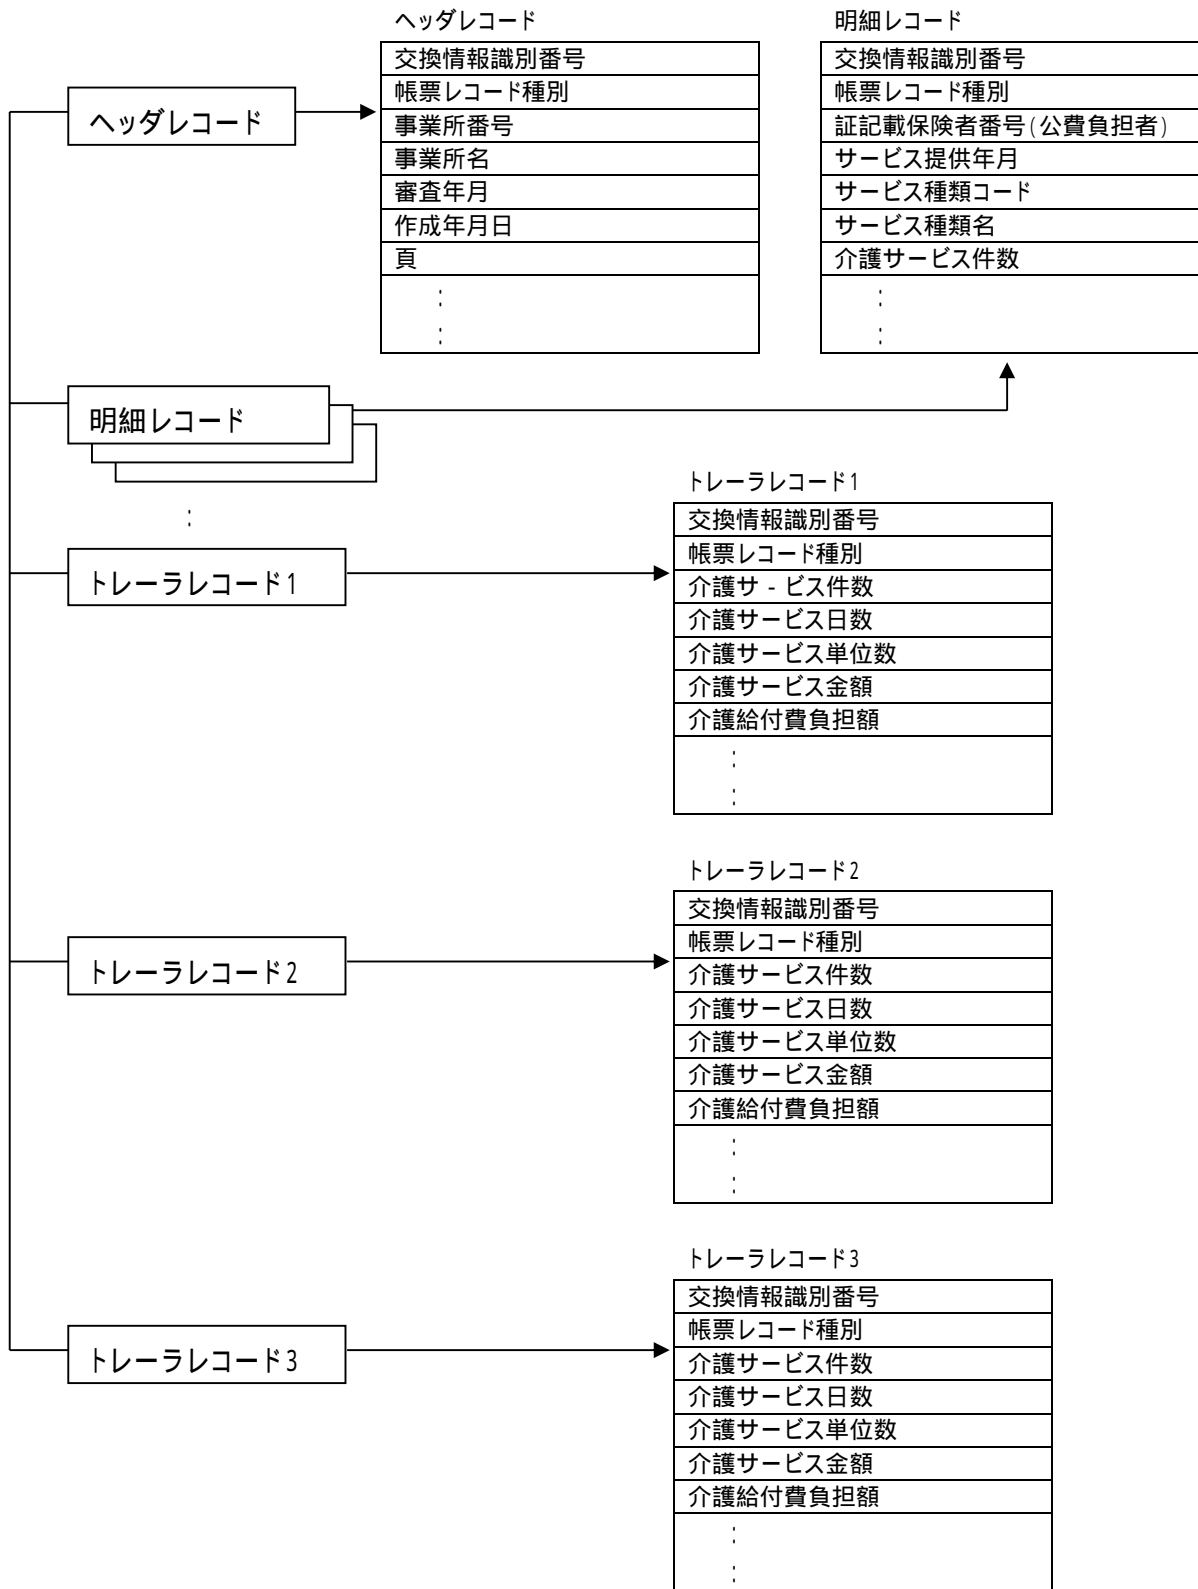 ヘッダレコード
ヘッダレコード
交換情報識別番号
帳票レコード種別
事業所番号
事業所名
審査年月
作成年月日
頁
:
:
明細レコード
交換情報識別番号
帳票レコード種別
証記載保険者番号(公費負担者)
サービス提供年月
サービス種類コード
サービス種類名
介護サービス件数
:
:
明細レコード
:
トレーラレコード1
トレーラレコード1
交換情報識別番号
帳票レコード種別
介護サ-ビス件数
介護サービス日数
介護サービス単位数
介護サービス金額
介護給付費負担額
:
:
トレーラレコード2
トレーラレコード2
交換情報識別番号
帳票レコード種別
介護サービス件数
介護サービス日数
介護サービス単位数
介護サービス金額
介護給付費負担額
:
:
トレーラレコード3
トレーラレコード3
交換情報識別番号
帳票レコード種別
介護サービス件数
介護サービス日数
介護サービス単位数
介護サービス金額
介護給付費負担額
:
: